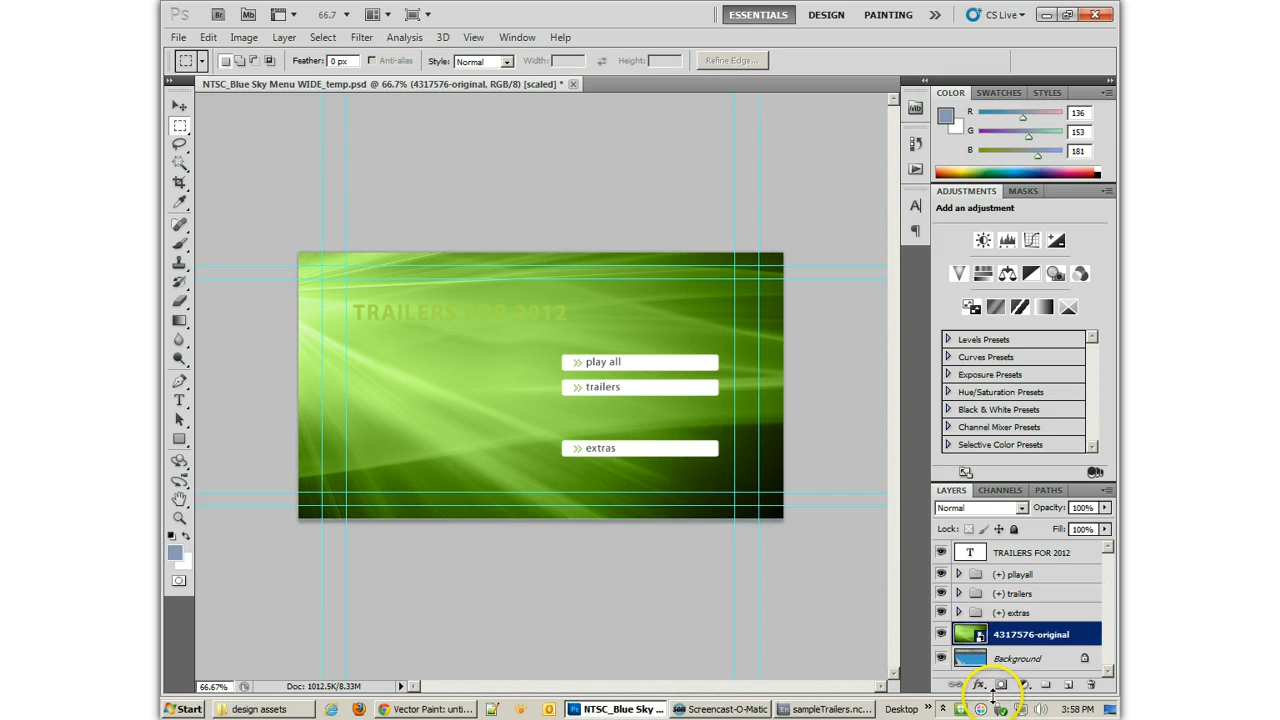 Ps Br Mb 66.7 ESSENTIALS DESIGN PAINTING CS Live
File Edit Image Layer Select Filter Analysis 3D View Window Help
Feather: 0 px Anti-alias Style: Normal Width: Height: Refine Edge...
NTSC_Blue Sky Menu WIDE_temp.psd @ 66.7% (4317576-original, RGB/8) [scaled] *
COLOR SWATCHES STYLES
R 136
G 153
B 181
ADJUSTMENTS MASKS
Add an adjustment
TRAILERS FOR 2012
play all
trailers
extras
Levels Presets
Curves Presets
Exposure Presets
Hue/Saturation Presets
Black & White Presets
Channel Mixer Presets
Selective Color Presets
LAYERS CHANNELS PATHS
Normal Opacity: 100%
Lock: Fill: 100%
T TRAILERS FOR 2012
(+) pllayall
(+) trailers
(+) extras
4317576-original
Background
66.67% Doc: 1012.5K/8.33M
Start design assets Vector Paint: unti... NTSC_Blue Sky ... Screencast-O-Matic sampleTrailers.nc... Desktop 3:58 PM